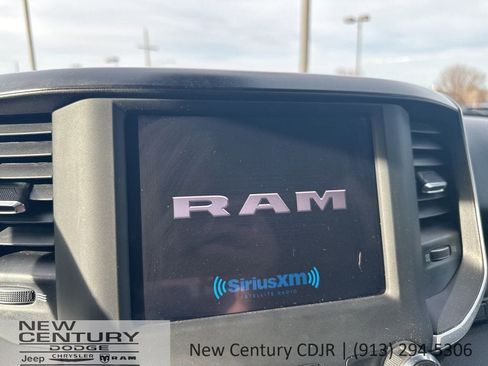 RAM
SiriusXM
SATELLITE RADIO
NEW
CENTURY
DODGE
Jeep CHRYSLER RAM
New Century CDJR | (913) 294-5306